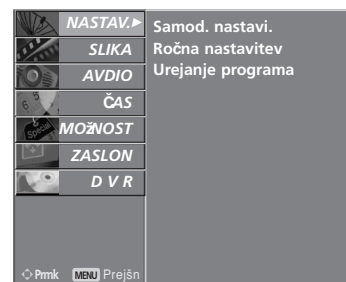 NASTAV.►
SLIKA
AVDIO
ČAS
MOžNOST
ZASLON
D V R
Samod. nastavi.
Ročna nastavitev
Urejanje programa
Prmk MENU Prejšn